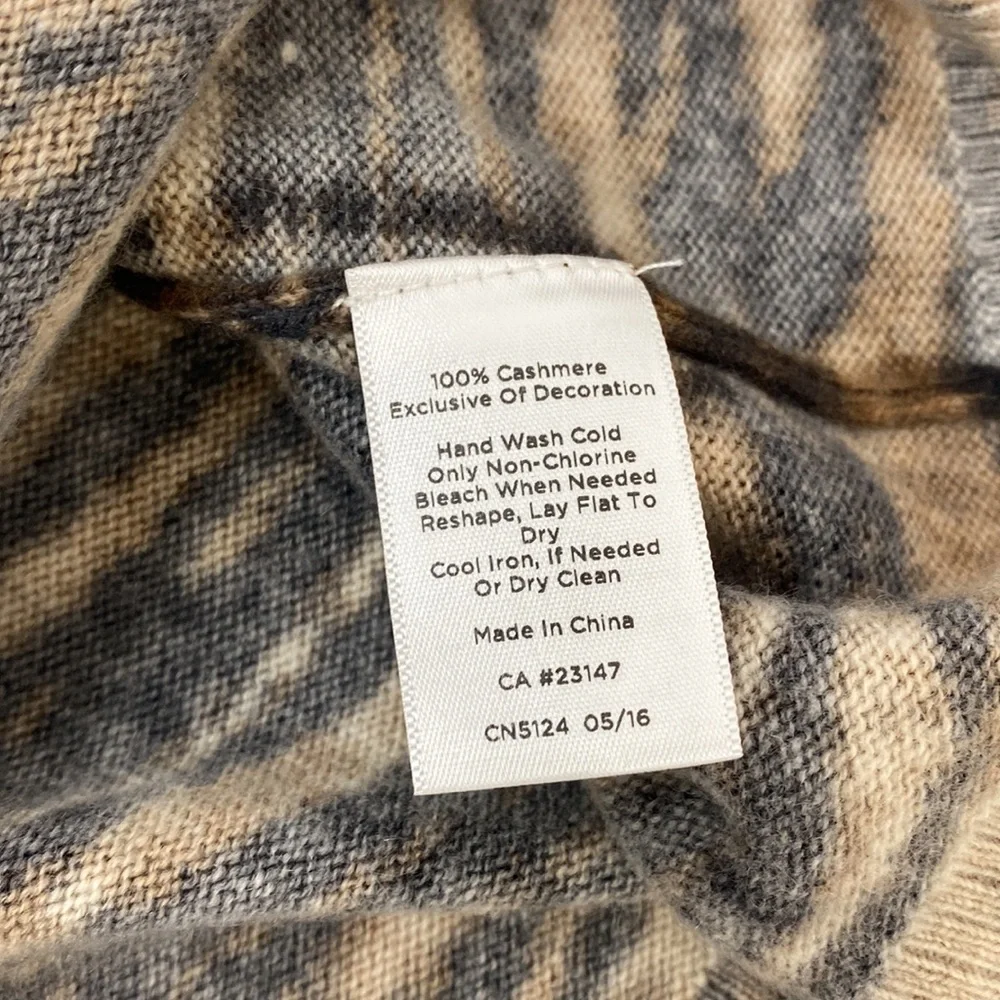 100% Cashmere
Exclusive Of Decoration
Hand Wash Cold
Only Non-Chlorine
Bleach When Needed
Reshape, Lay Flat To
Dry
Cool Iron, If Needed
Or Dry Clean
Made In China
CA #23147
CN5124 05/16